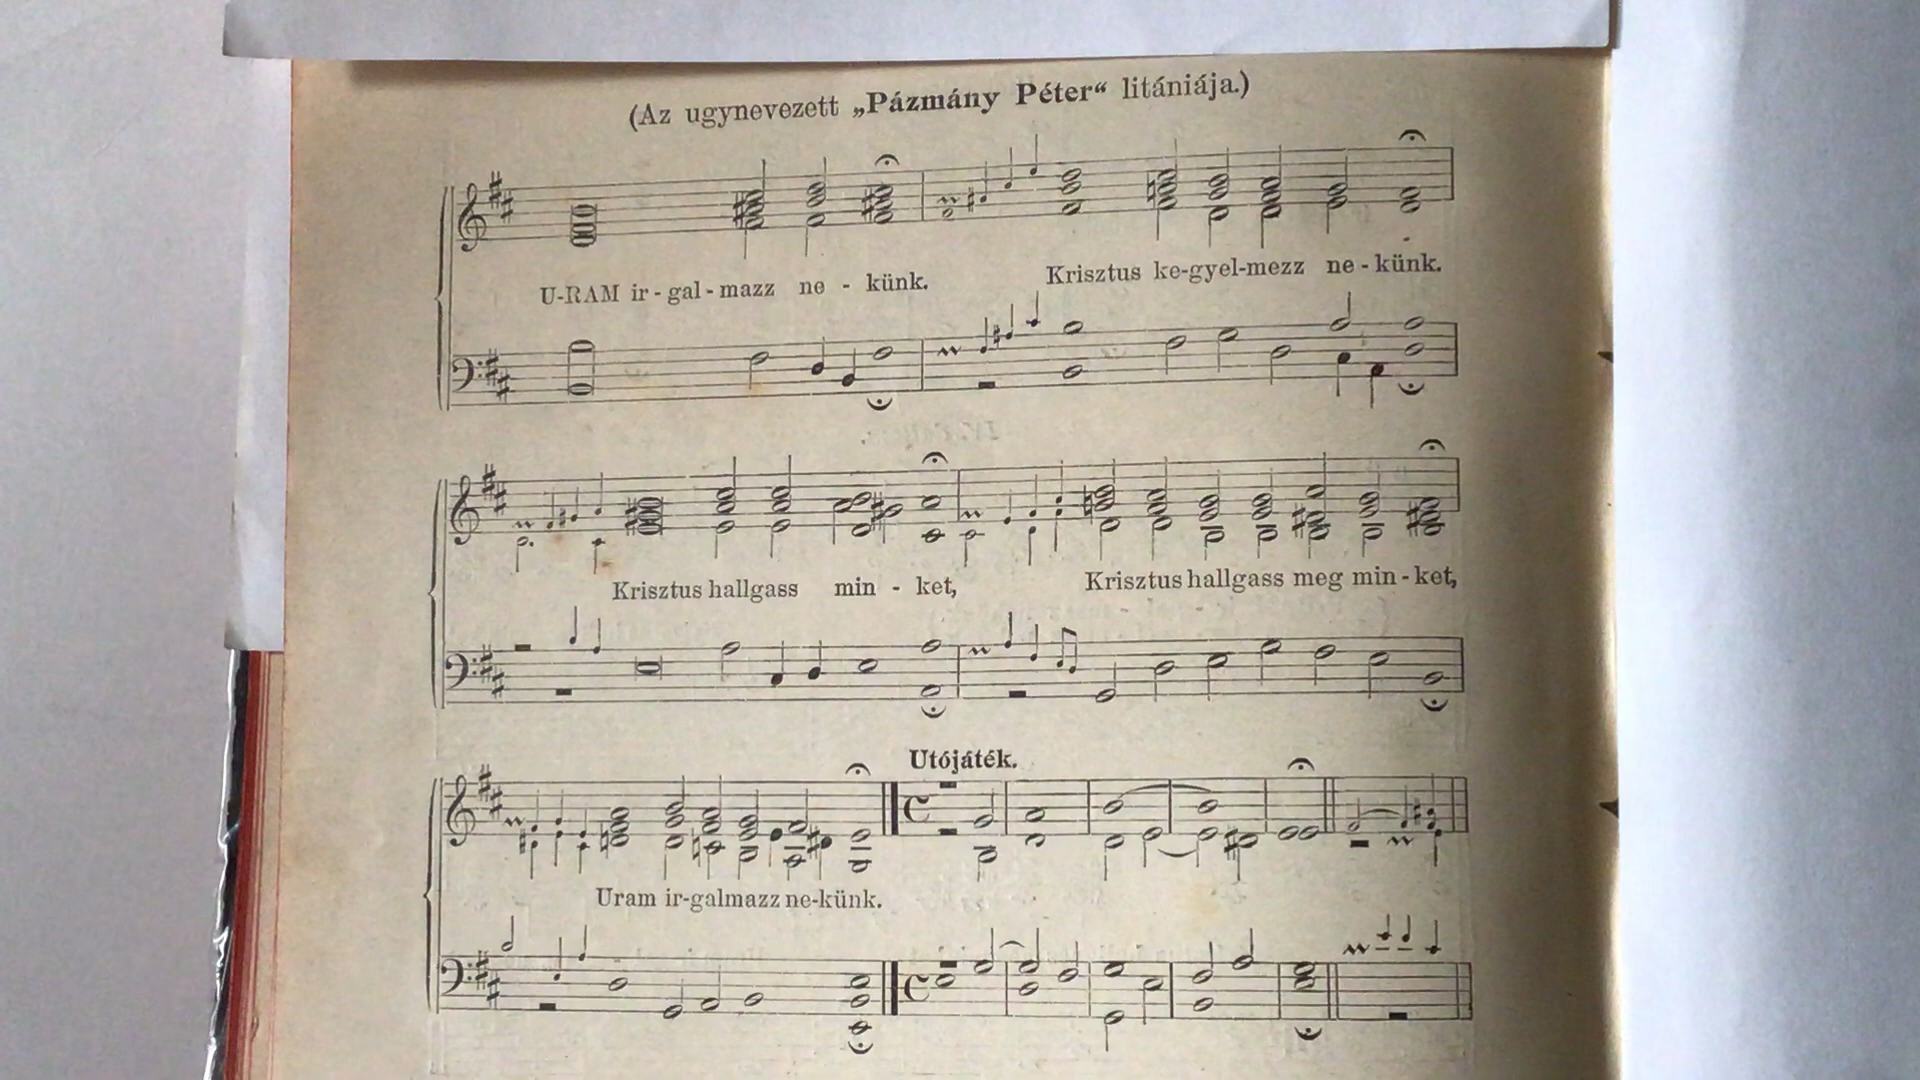 (Az ugynevezett „Pázmány Péter“ litániája.)
U-RAM ir - gal - mazz ne - künk. Krisztus ke-gyel-mezz ne - künk.
Krisztus hallgass min - ket, Krisztus hallgass meg min - ket,
Utójáték.
Uram ir-galmazz ne-künk.